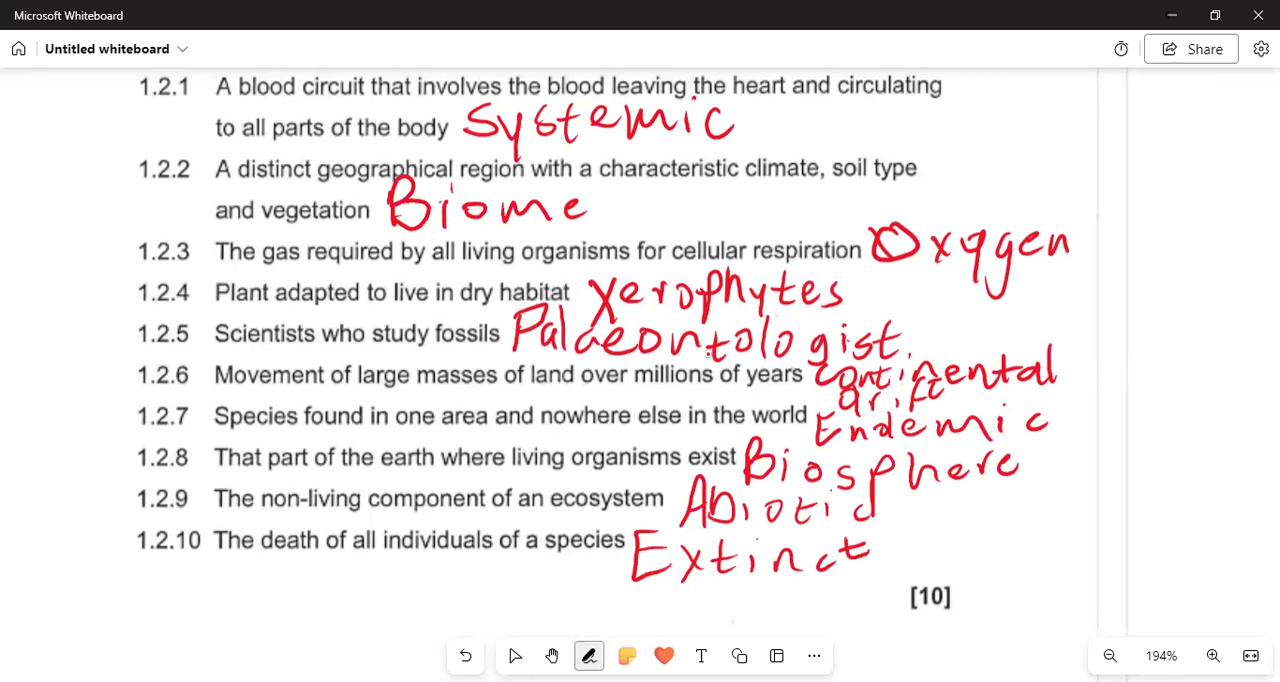 Microsoft Whiteboard
Untitled whiteboard
Share
1.2.1 A blood circuit that involves the blood leaving the heart and circulating
to all parts of the body Systemic
1.2.2 A distinct geographical region with a characteristic climate, soil type
and vegetation Biome
1.2.3 The gas required by all living organisms for cellular respiration Oxygen
1.2.4 Plant adapted to live in dry habitat Xerophytes
1.2.5 Scientists who study fossils Palaeontologist.
1.2.6 Movement of large masses of land over millions of years Continental
drift
1.2.7 Species found in one area and nowhere else in the world Endemic
1.2.8 That part of the earth where living organisms exist Biosphere
1.2.9 The non-living component of an ecosystem Abiotic
1.2.10 The death of all individuals of a species Extinct
[10]
194%